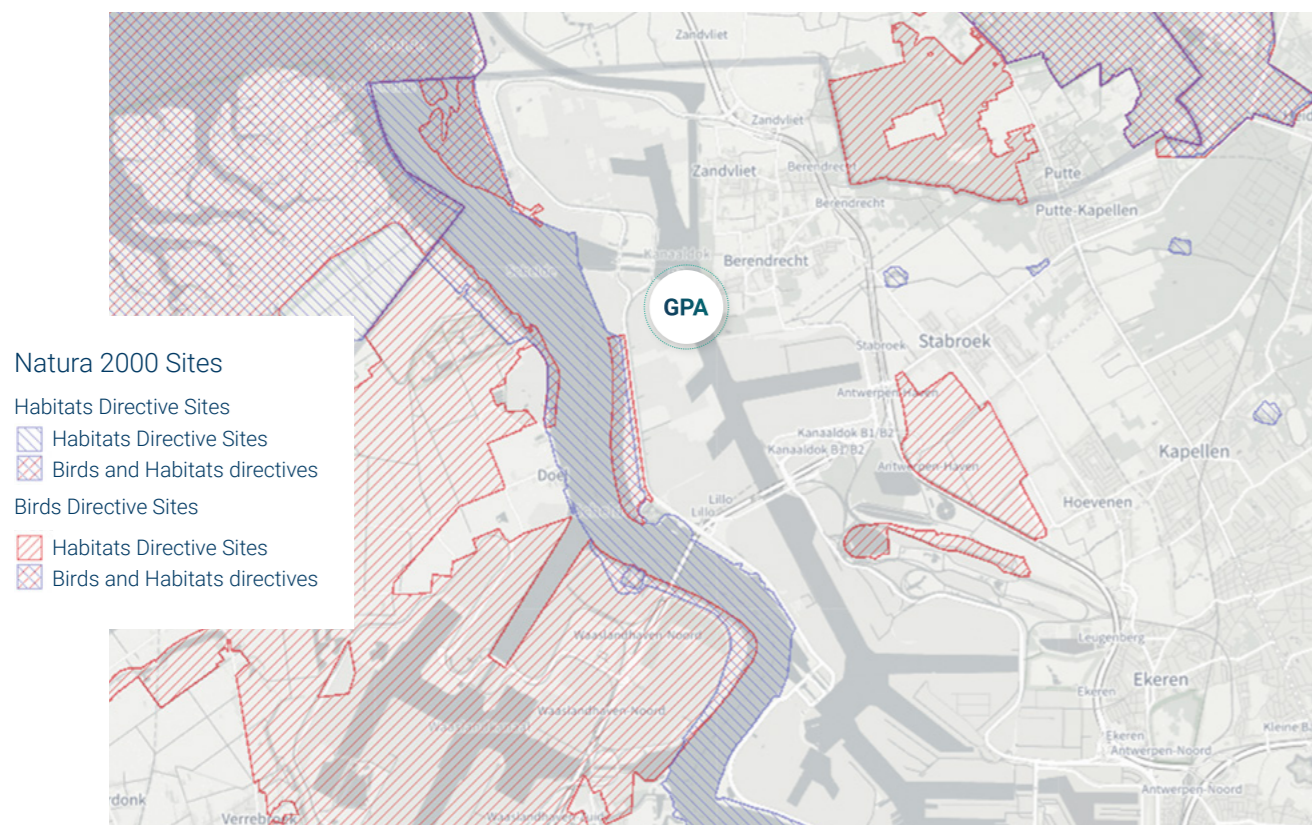 Zandvliet
Zandvliet
Zandvliet
Berendrecht
Putte
Berendrecht
Putte-Kapellen
Kanaaldok
Berendrecht
Schelde
GPA
Stabroek
Stabroek
Antwerpen-Haven
Kanaaldok B1/B2
Kanaaldok B1/B2
Antwerpen-Haven
Kapellen
Doel
Lillo
Lillo
Hoevenen
Natura 2000 Sites
Habitats Directive Sites
Habitats Directive Sites
Birds and Habitats directives
Birds Directive Sites
Habitats Directive Sites
Birds and Habitats directives
Waaslandhaven-Noord
Leugenberg
Ekeren
Ekeren
Waaslandhaven-Noord
Kleine Ba
Ekeren
Antwerpen-Noord
Antwerpen-Noord
rdonk
Verrebroek